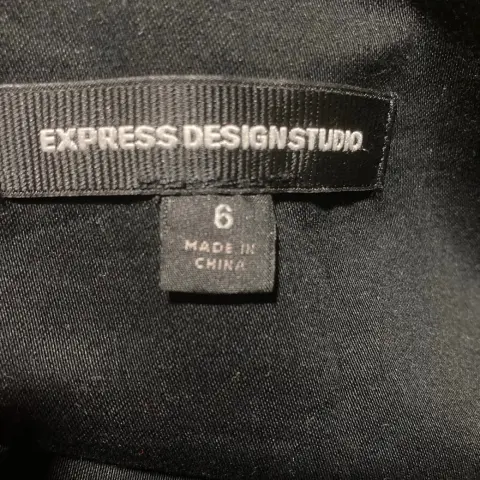 EXPRESS DESIGN STUDIO
6
MADE IN
CHINA